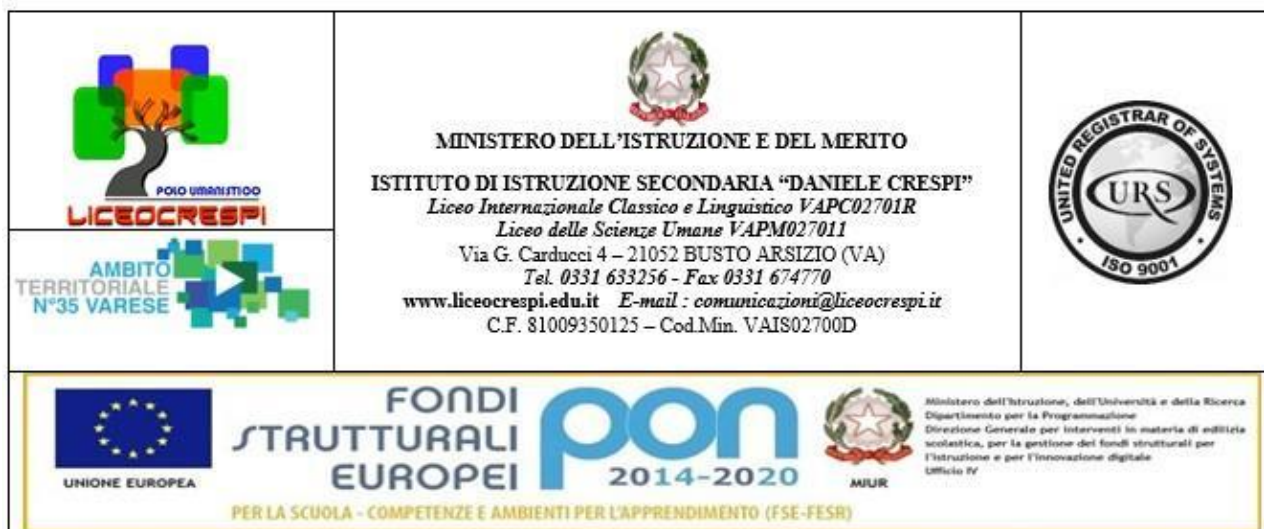 POLO UMANISTICO
LICEOCRESPI
AMBITO
TERRITORIALE
N°35 VARESE
MINISTERO DELL'ISTRUZIONE E DEL MERITO
ISTITUTO DI ISTRUZIONE SECONDARIA “DANIELE CRESPI”
Liceo Internazionale Classico e Linguistico VAPC02701R
Liceo delle Scienze Umane VAPM027011
Via G. Carducci 4 – 21052 BUSTO ARSIZIO (VA)
Tel. 0331 633256 - Fax 0331 674770
www.liceocrespi.edu.it E-mail : comunicazioni@liceocrespi.it
C.F. 81009350125 – Cod.Min. VAIS02700D
UNITED REGISTRAR OF SYSTEMS
URS
ISO 9001
UNIONE EUROPEA
FONDI
STRUTTURALI
EUROPEI
pon
2014-2020
MIUR
Ministero dell'Istruzione, dell'Università e della Ricerca
Dipartimento per la Programmazione
Direzione Generale per interventi in materia di edilizia
scolastica, per la gestione dei fondi strutturali per
l'istruzione e per l'innovazione digitale
Ufficio IV
PER LA SCUOLA - COMPETENZE E AMBIENTI PER L'APPRENDIMENTO (FSE-FESR)